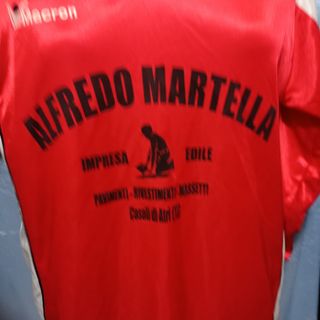 Macron
ALFREDO MARTELLA
IMPRESA EDILE
PAVIMENTI - RIVESTIMENTI MASSETTI
Casoli di Atri (TE)